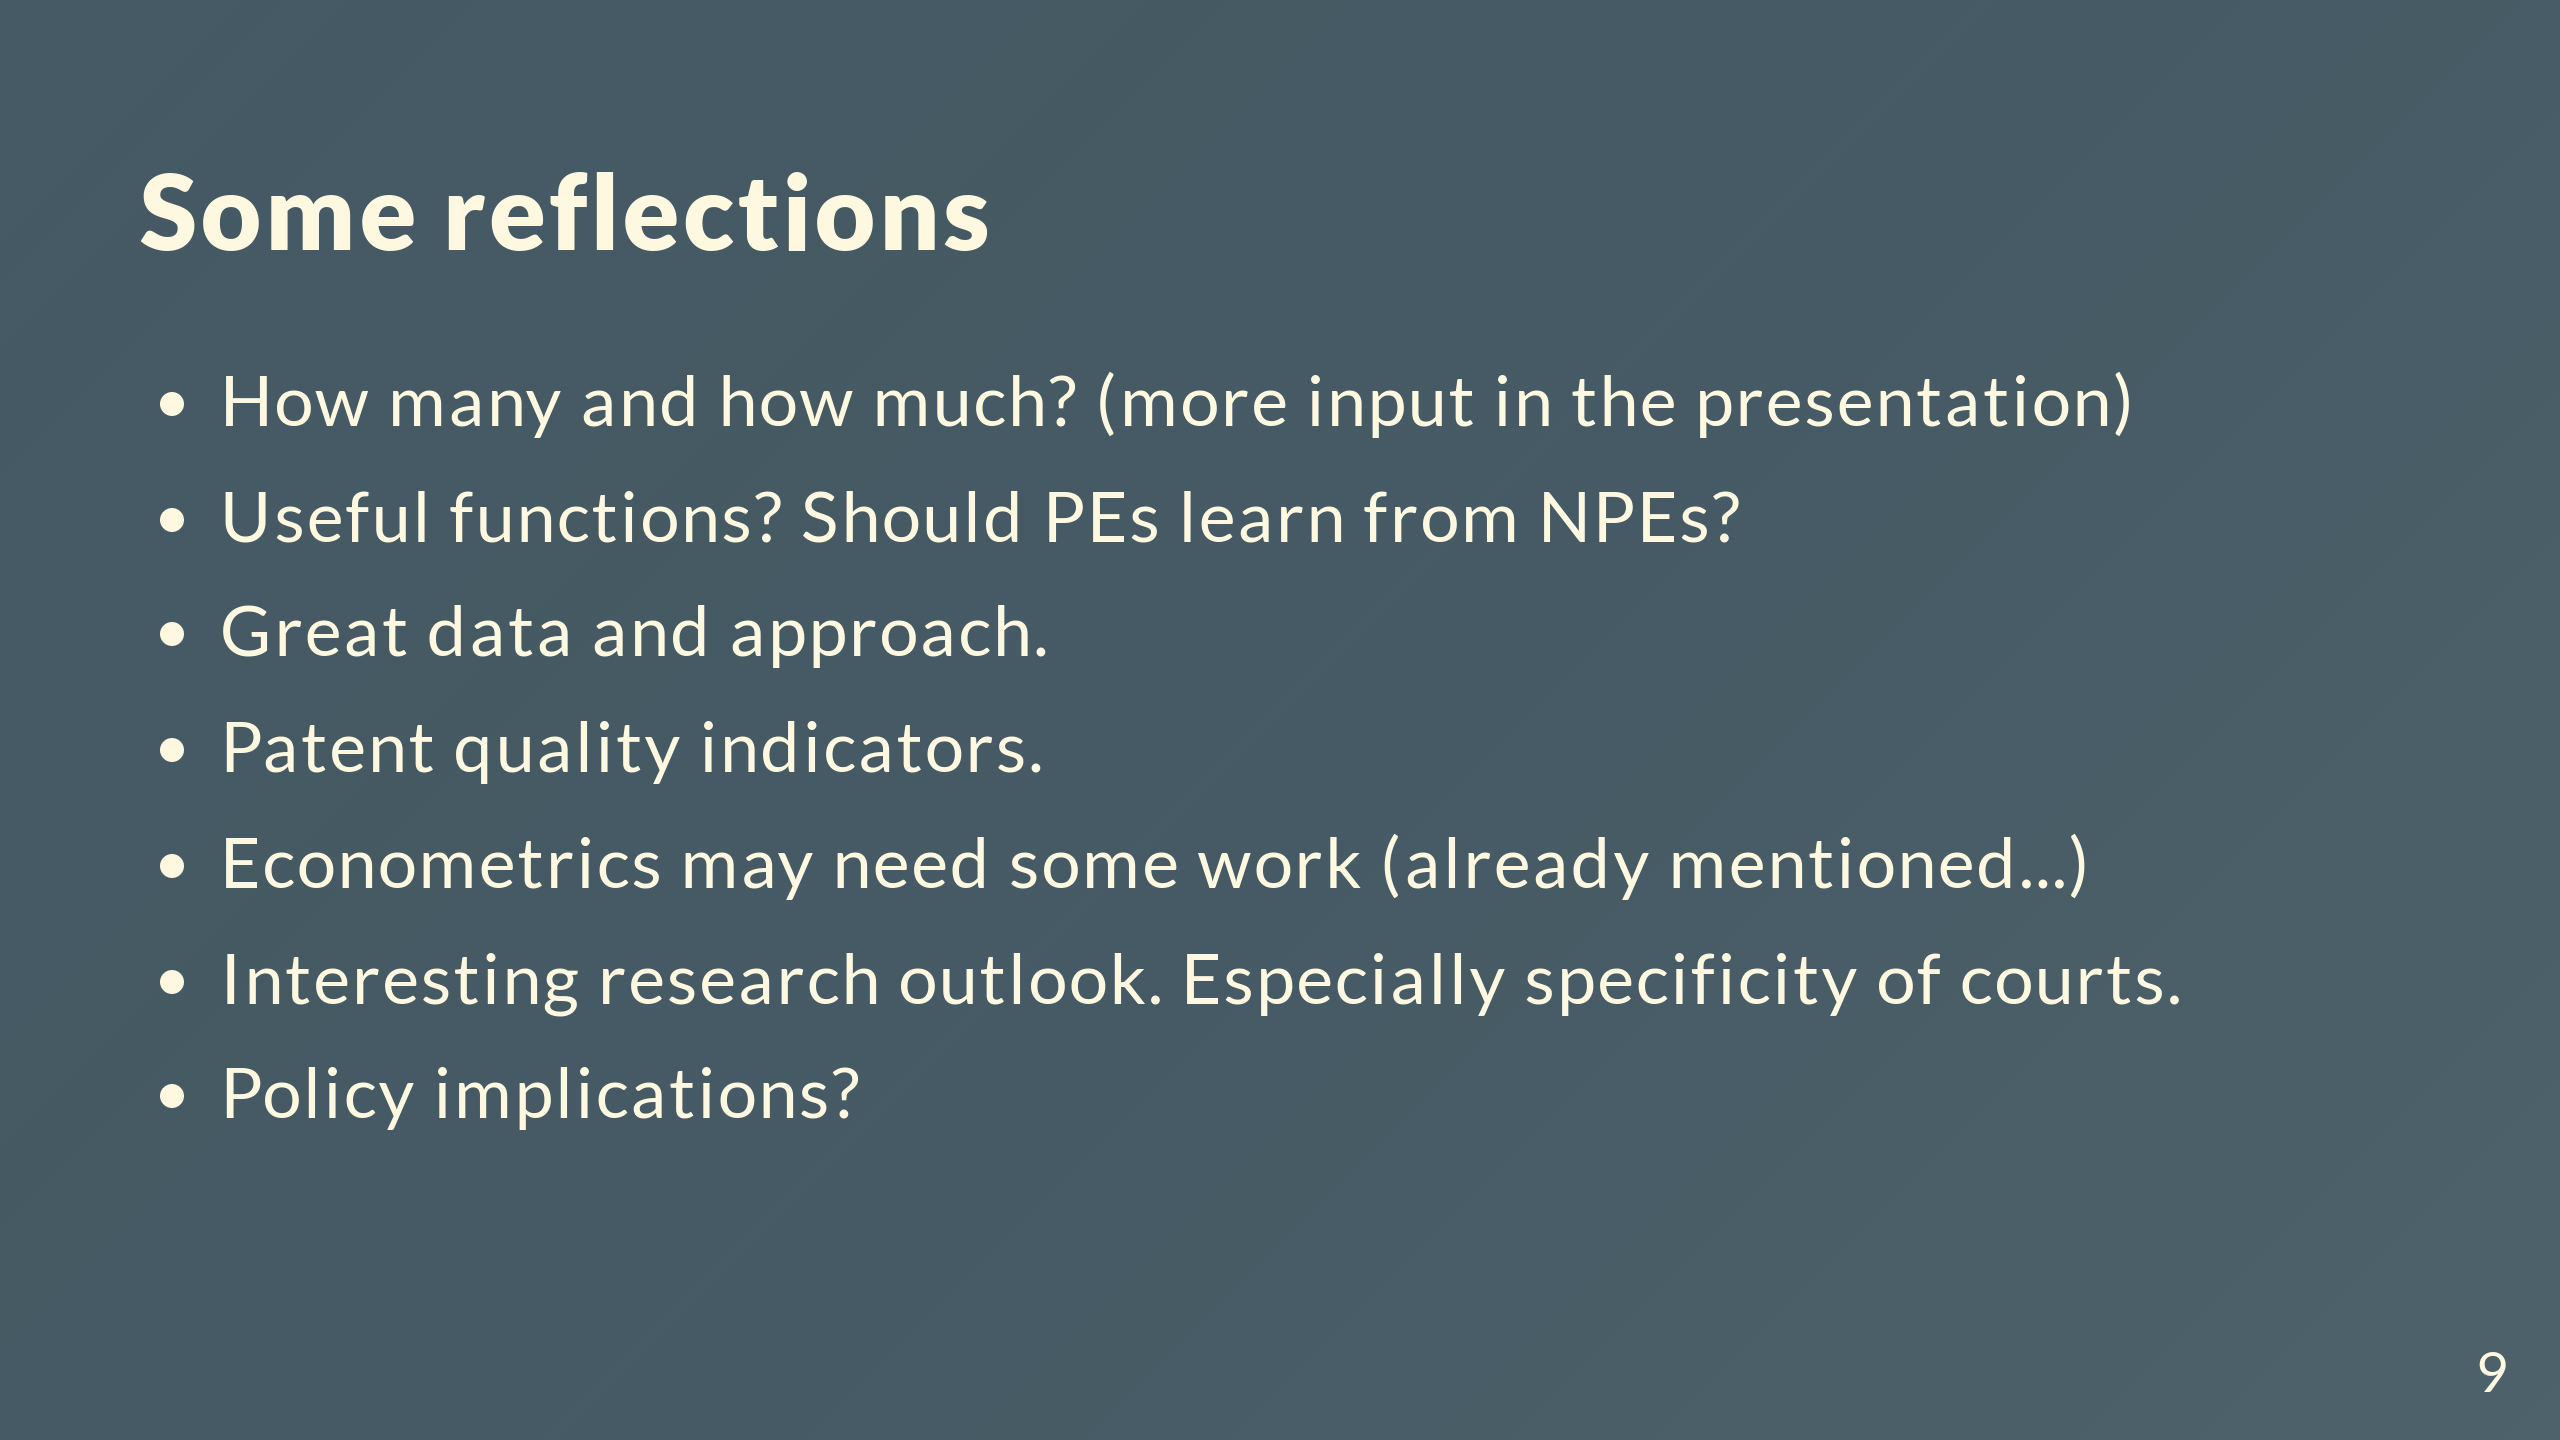 Some reflections
• How many and how much? (more input in the presentation)
• Useful functions? Should PEs learn from NPEs?
• Great data and approach.
• Patent quality indicators.
• Econometrics may need some work (already mentioned...)
• Interesting research outlook. Especially specificity of courts.
• Policy implications?
9